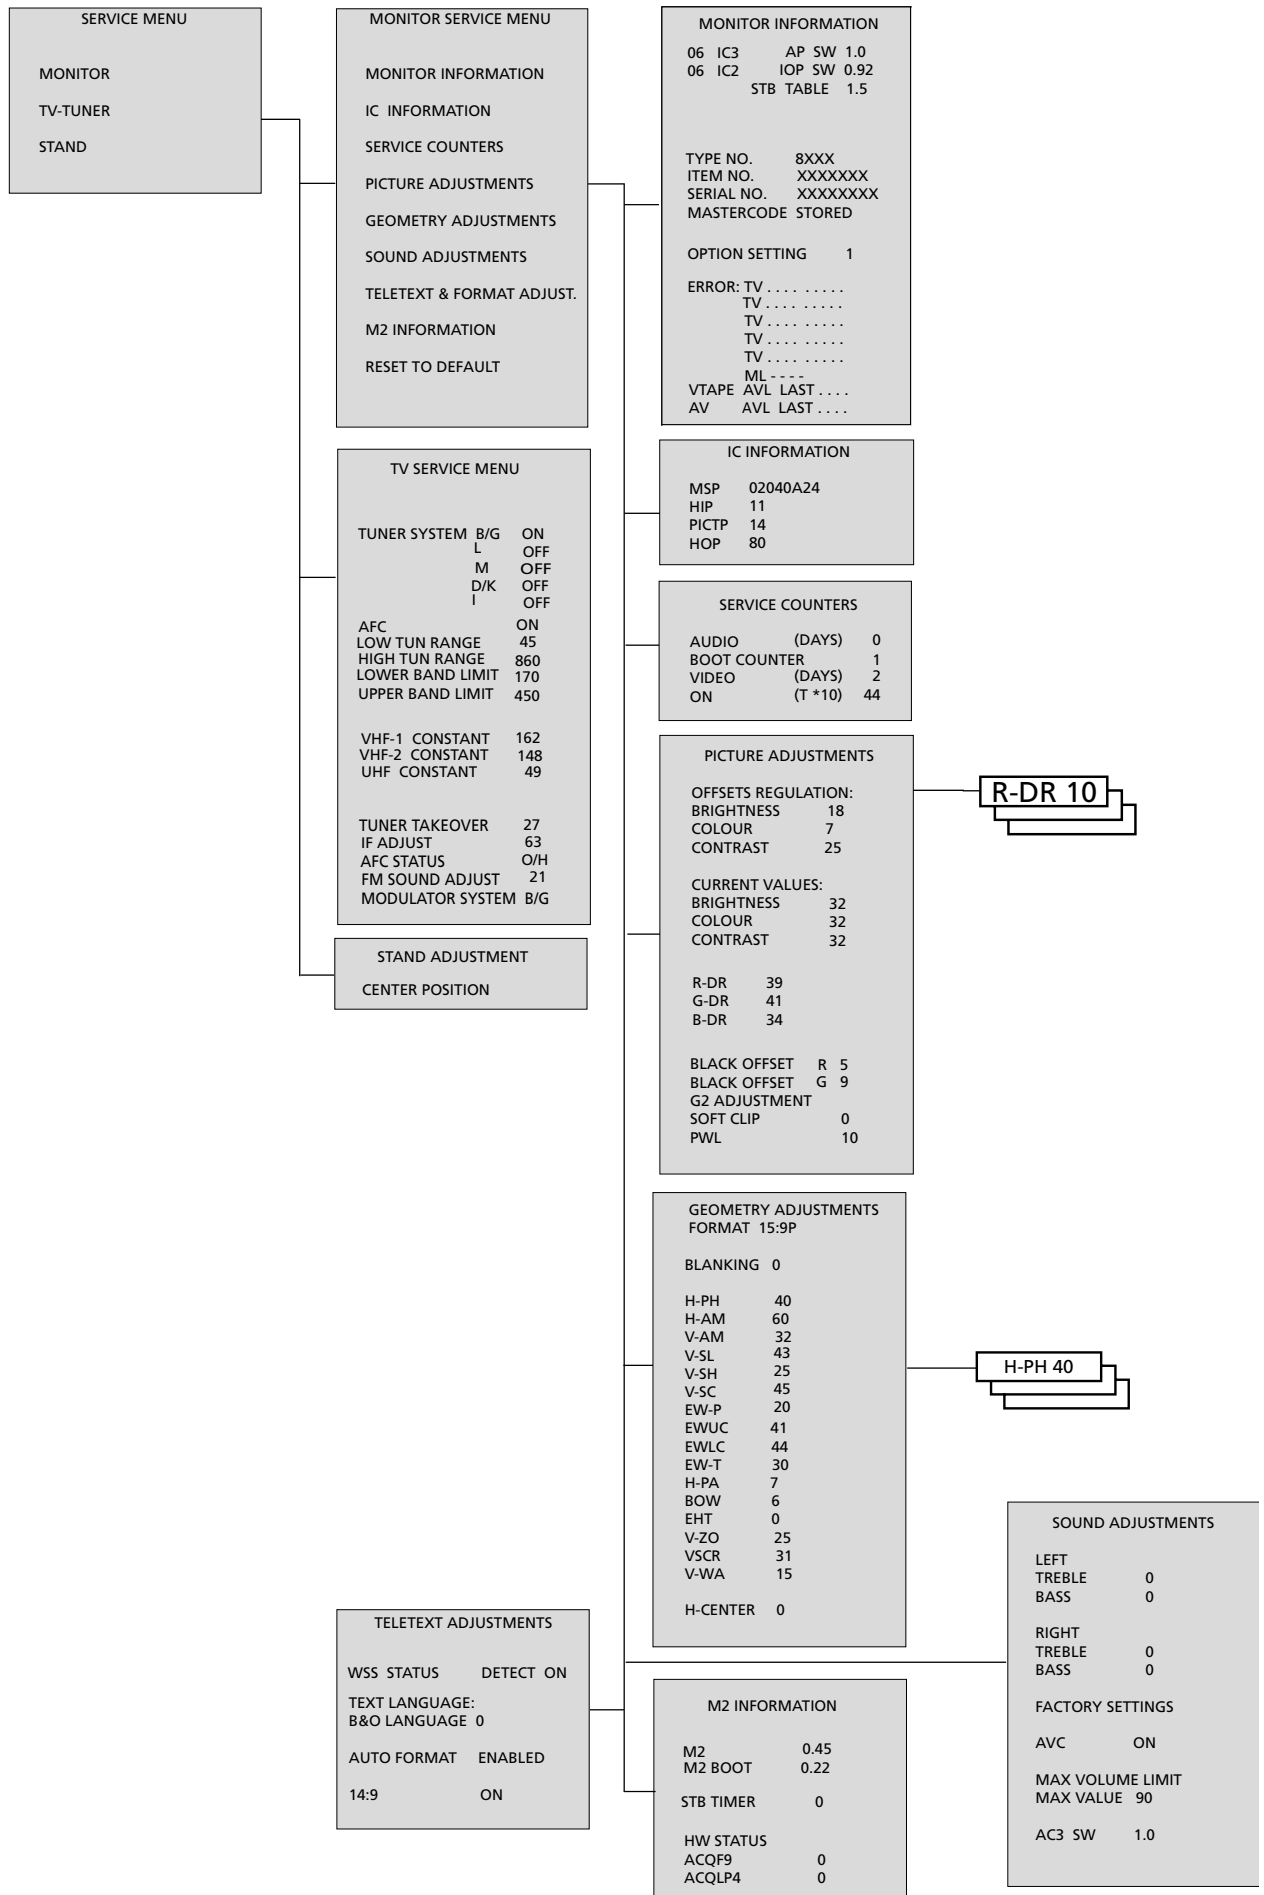 SERVICE MENU
MONITOR
TV-TUNER
STAND
MONITOR SERVICE MENU
MONITOR INFORMATION
IC INFORMATION
SERVICE COUNTERS
PICTURE ADJUSTMENTS
GEOMETRY ADJUSTMENTS
SOUND ADJUSTMENTS
TELETEXT & FORMAT ADJUST.
M2 INFORMATION
RESET TO DEFAULT
TV SERVICE MENU
TUNER SYSTEM B/G ON
L OFF
M OFF
D/K OFF
I OFF
AFC ON
LOW TUN RANGE 45
HIGH TUN RANGE 860
LOWER BAND LIMIT 170
UPPER BAND LIMIT 450
VHF-1 CONSTANT 162
VHF-2 CONSTANT 148
UHF CONSTANT 49
TUNER TAKEOVER 27
IF ADJUST 63
AFC STATUS O/H
FM SOUND ADJUST 21
MODULATOR SYSTEM B/G
STAND ADJUSTMENT
CENTER POSITION
MONITOR INFORMATION
06 IC3 AP SW 1.0
06 IC2 IOP SW 0.92
STB TABLE 1.5
TYPE NO. 8XXX
ITEM NO. XXXXXXX
SERIAL NO. XXXXXXXX
MASTERCODE STORED
OPTION SETTING 1
ERROR: TV . . . . . . . . .
TV . . . . . . . . .
TV . . . . . . . . .
TV . . . . . . . . .
TV . . . . . . . . .
ML - - - -
VTAPE AVL LAST . . . .
AV AVL LAST . . . .
IC INFORMATION
MSP 02040A24
HIP 11
PICTP 14
HOP 80
SERVICE COUNTERS
AUDIO (DAYS) 0
BOOT COUNTER 1
VIDEO (DAYS) 2
ON (T *10) 44
PICTURE ADJUSTMENTS
OFFSETS REGULATION:
BRIGHTNESS 18
COLOUR 7
CONTRAST 25
CURRENT VALUES:
BRIGHTNESS 32
COLOUR 32
CONTRAST 32
R-DR 39
G-DR 41
B-DR 34
BLACK OFFSET R 5
BLACK OFFSET G 9
G2 ADJUSTMENT
SOFT CLIP 0
PWL 10
R-DR 10
GEOMETRY ADJUSTMENTS
FORMAT 15:9P
BLANKING 0
H-PH 40
H-AM 60
V-AM 32
V-SL 43
V-SH 25
V-SC 45
EW-P 20
EWUC 41
EWLC 44
EW-T 30
H-PA 7
BOW 6
EHT 0
V-ZO 25
VSCR 31
V-WA 15
H-CENTER 0
H-PH 40
SOUND ADJUSTMENTS
LEFT
TREBLE 0
BASS 0
RIGHT
TREBLE 0
BASS 0
FACTORY SETTINGS
AVC ON
MAX VOLUME LIMIT
MAX VALUE 90
AC3 SW 1.0
TELETEXT ADJUSTMENTS
WSS STATUS DETECT ON
TEXT LANGUAGE:
B&O LANGUAGE 0
AUTO FORMAT ENABLED
14:9 ON
M2 INFORMATION
M2 0.45
M2 BOOT 0.22
STB TIMER 0
HW STATUS
ACQF9 0
ACQLP4 0